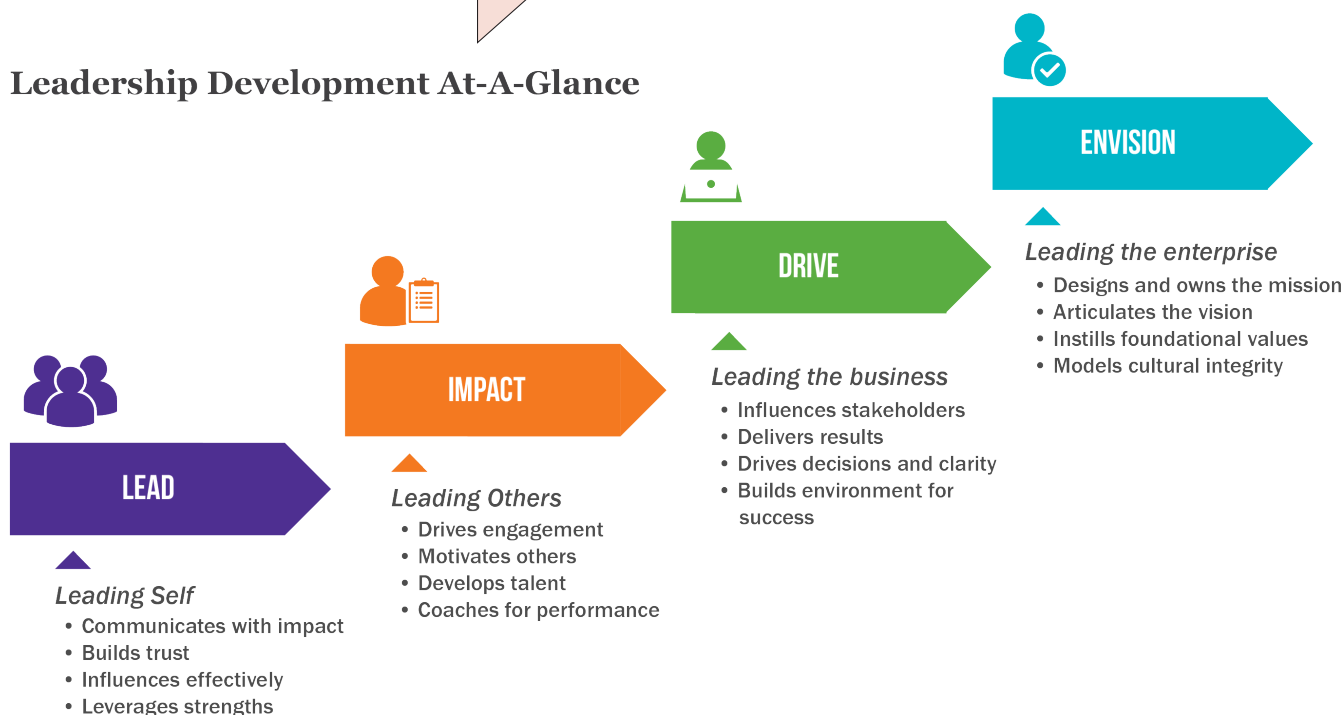 Leadership Development At-A-Glance
LEAD
Leading Self
• Communicates with impact
• Builds trust
• Influences effectively
• Leverages strengths
IMPACT
Leading Others
• Drives engagement
• Motivates others
• Develops talent
• Coaches for performance
DRIVE
Leading the business
• Influences stakeholders
• Delivers results
• Drives decisions and clarity
• Builds environment for
success
ENVISION
Leading the enterprise
• Designs and owns the mission
• Articulates the vision
• Instills foundational values
• Models cultural integrity